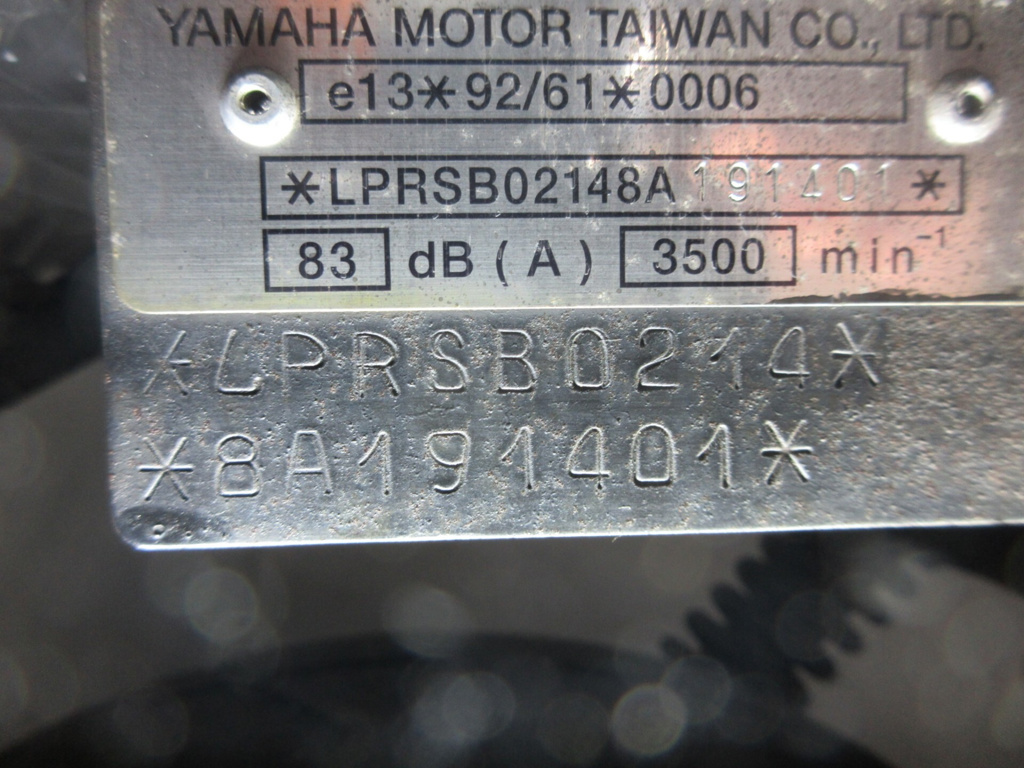 YAMAHA MOTOR TAIWAN CO., LTD.
e13*92/61*0006
*LPRSB02148A191401*
83 dB (A) 3500 min⁻¹
*LPRSB0214*
*8A191401*